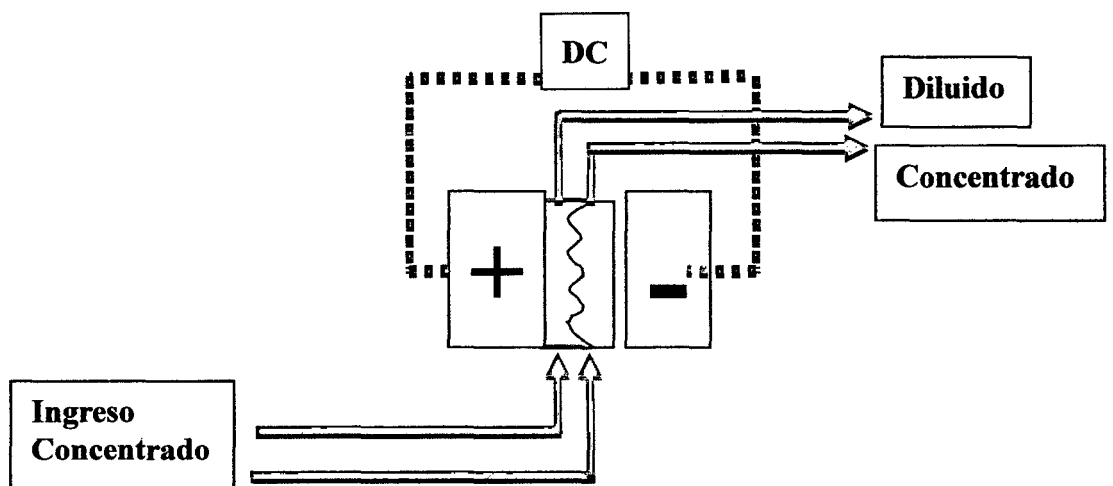 DC
Diluido
Concentrado
+
-
Ingreso
Concentrado